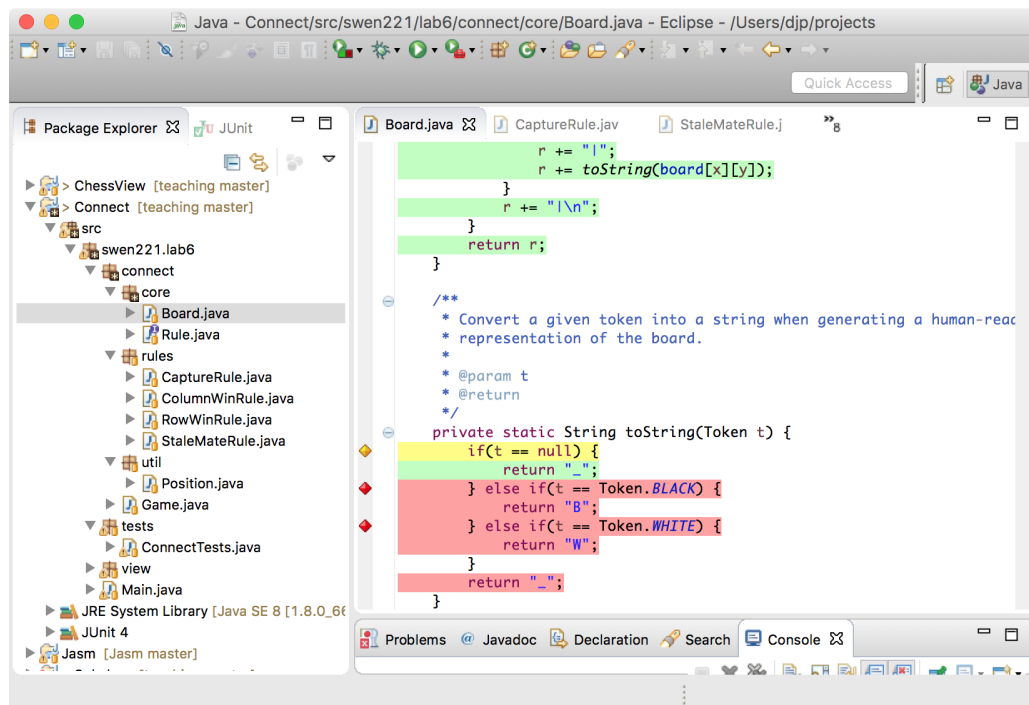 Java - Connect/src/swen221/lab6/connect/core/Board.java - Eclipse - /Users/djp/projects
Quick Access
Java
Package Explorer
JUnit
> ChessView [teaching master]
> Connect [teaching master]
src
swen221.lab6
connect
core
Board.java
Rule.java
rules
CaptureRule.java
ColumnWinRule.java
RowWinRule.java
StaleMateRule.java
util
Position.java
Game.java
tests
ConnectTests.java
view
Main.java
JRE System Library [Java SE 8 [1.8.0_66
JUnit 4
Jasm [Jasm master]
Board.java
CaptureRule.jav
StaleMateRule.j
»8
r += "|";
r += toString(board[x][y]);
}
r += "|\n";
}
return r;
}
/**
* Convert a given token into a string when generating a human-read
* representation of the board.
*
* @param t
* @return
*/
private static String toString(Token t) {
if(t == null) {
return "_";
} else if(t == Token.BLACK) {
return "B";
} else if(t == Token.WHITE) {
return "W";
}
return "_";
}
Problems
@ Javadoc
Declaration
Search
Console